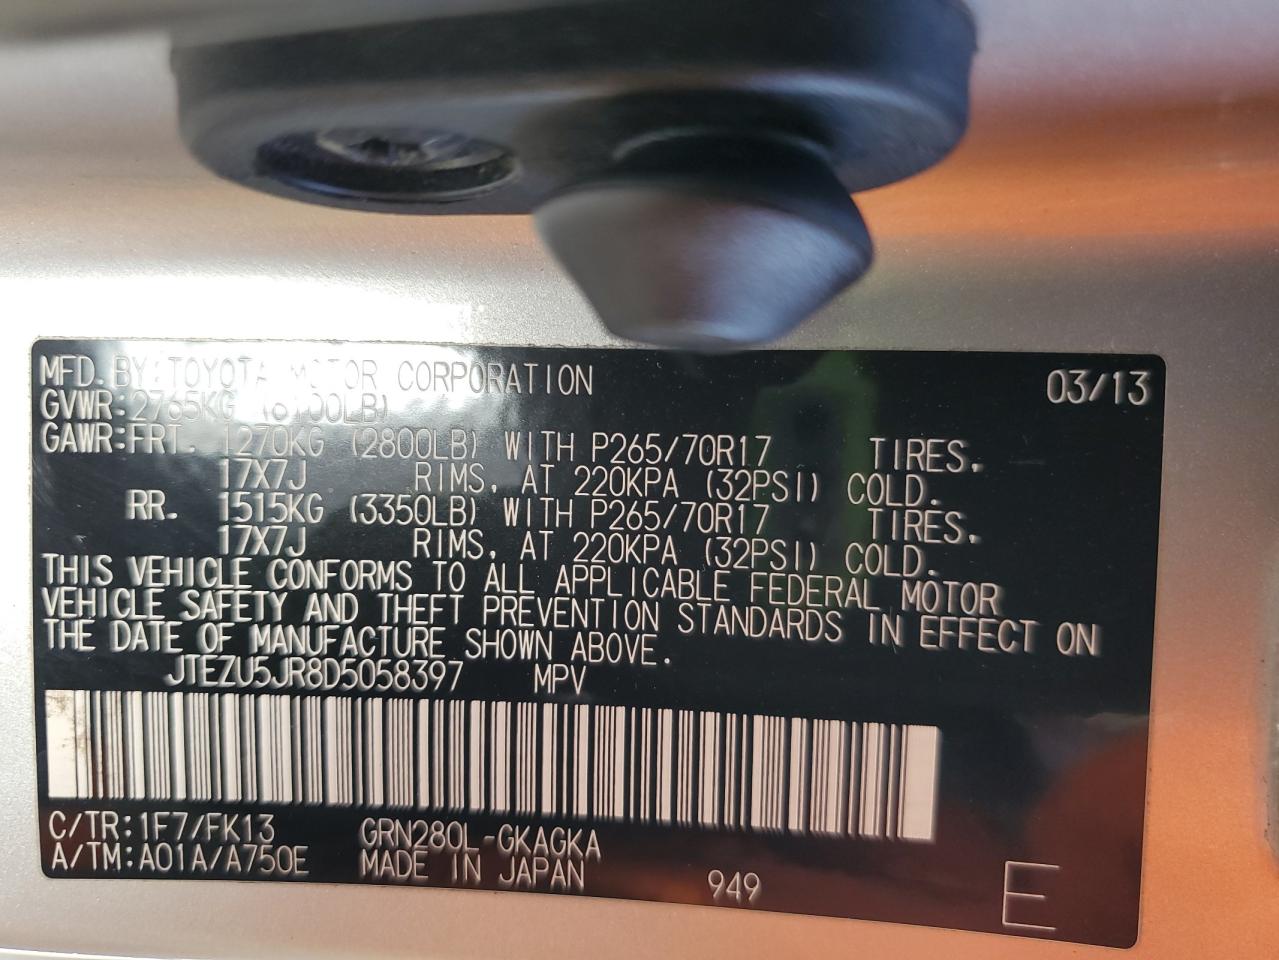 MFD. BY: TOYOTA MOTOR CORPORATION 03/13
GVWR: 2765KG (6100LB)
GAWR: FRT. 1270KG (2800LB) WITH P265/70R17 TIRES,
17X7J RIMS, AT 220KPA (32PSI) COLD.
RR. 1515KG (3350LB) WITH P265/70R17 TIRES,
17X7J RIMS, AT 220KPA (32PSI) COLD.
THIS VEHICLE CONFORMS TO ALL APPLICABLE FEDERAL MOTOR
VEHICLE SAFETY AND THEFT PREVENTION STANDARDS IN EFFECT ON
THE DATE OF MANUFACTURE SHOWN ABOVE.
JTEZU5JR8D5058397 MPV
C/TR: 1F7/FK13 GRN280L-GKAGKA
A/TM: A01A/A750E MADE IN JAPAN 949 E